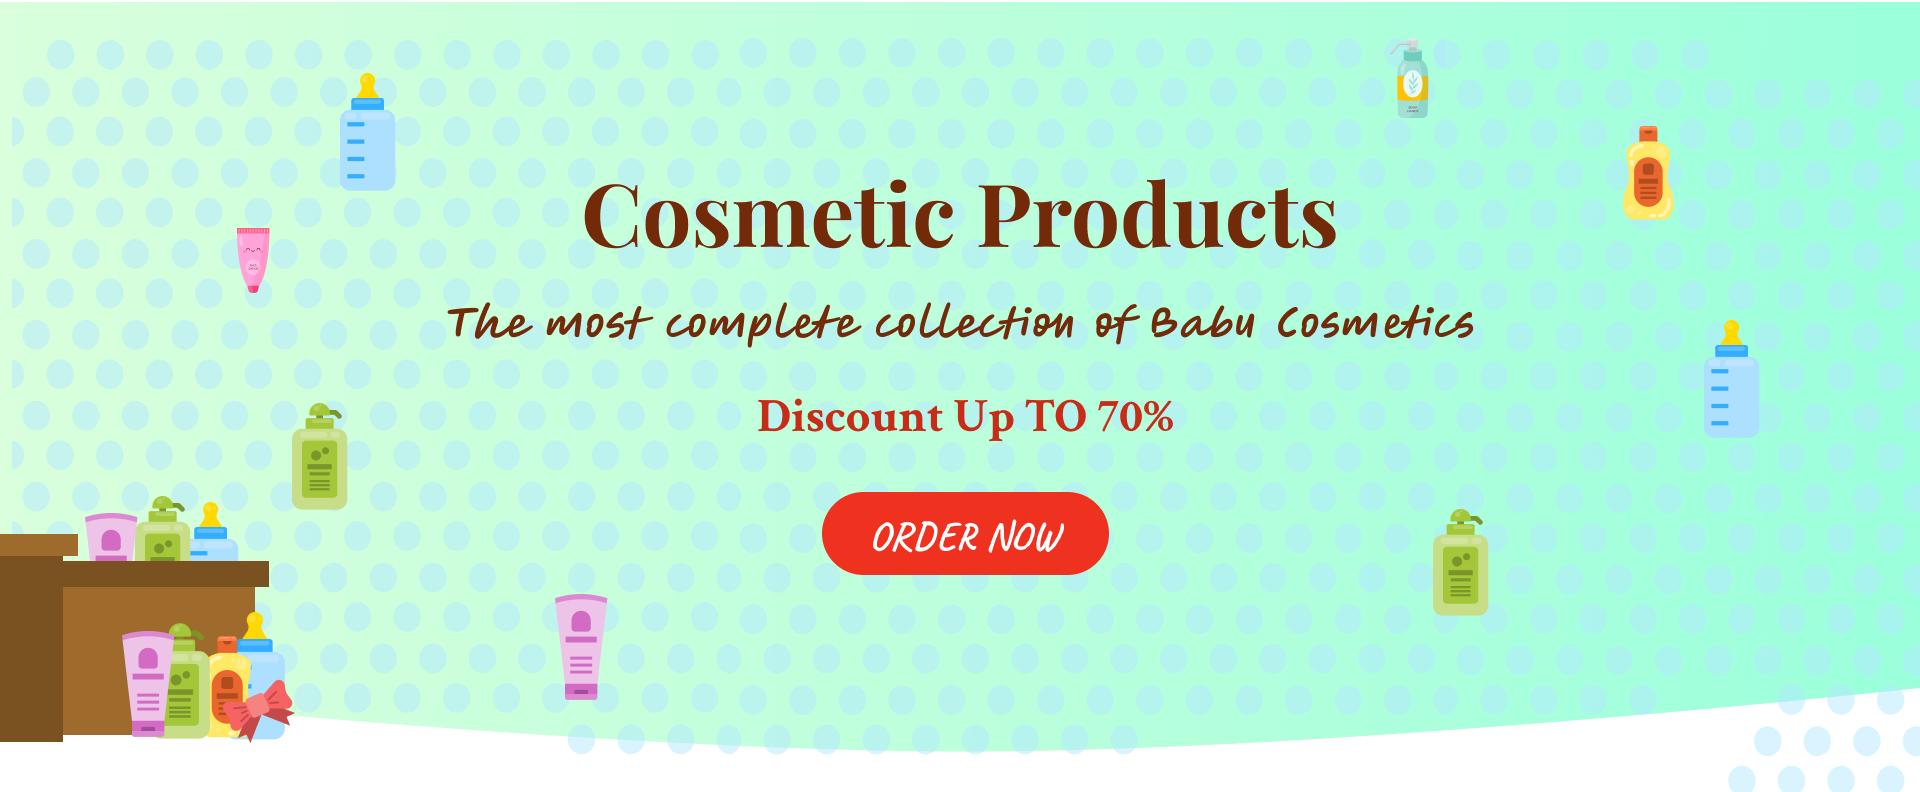 Cosmetic Products
The most complete collection of Babu Cosmetics
Discount Up TO 70%
ORDER NOW